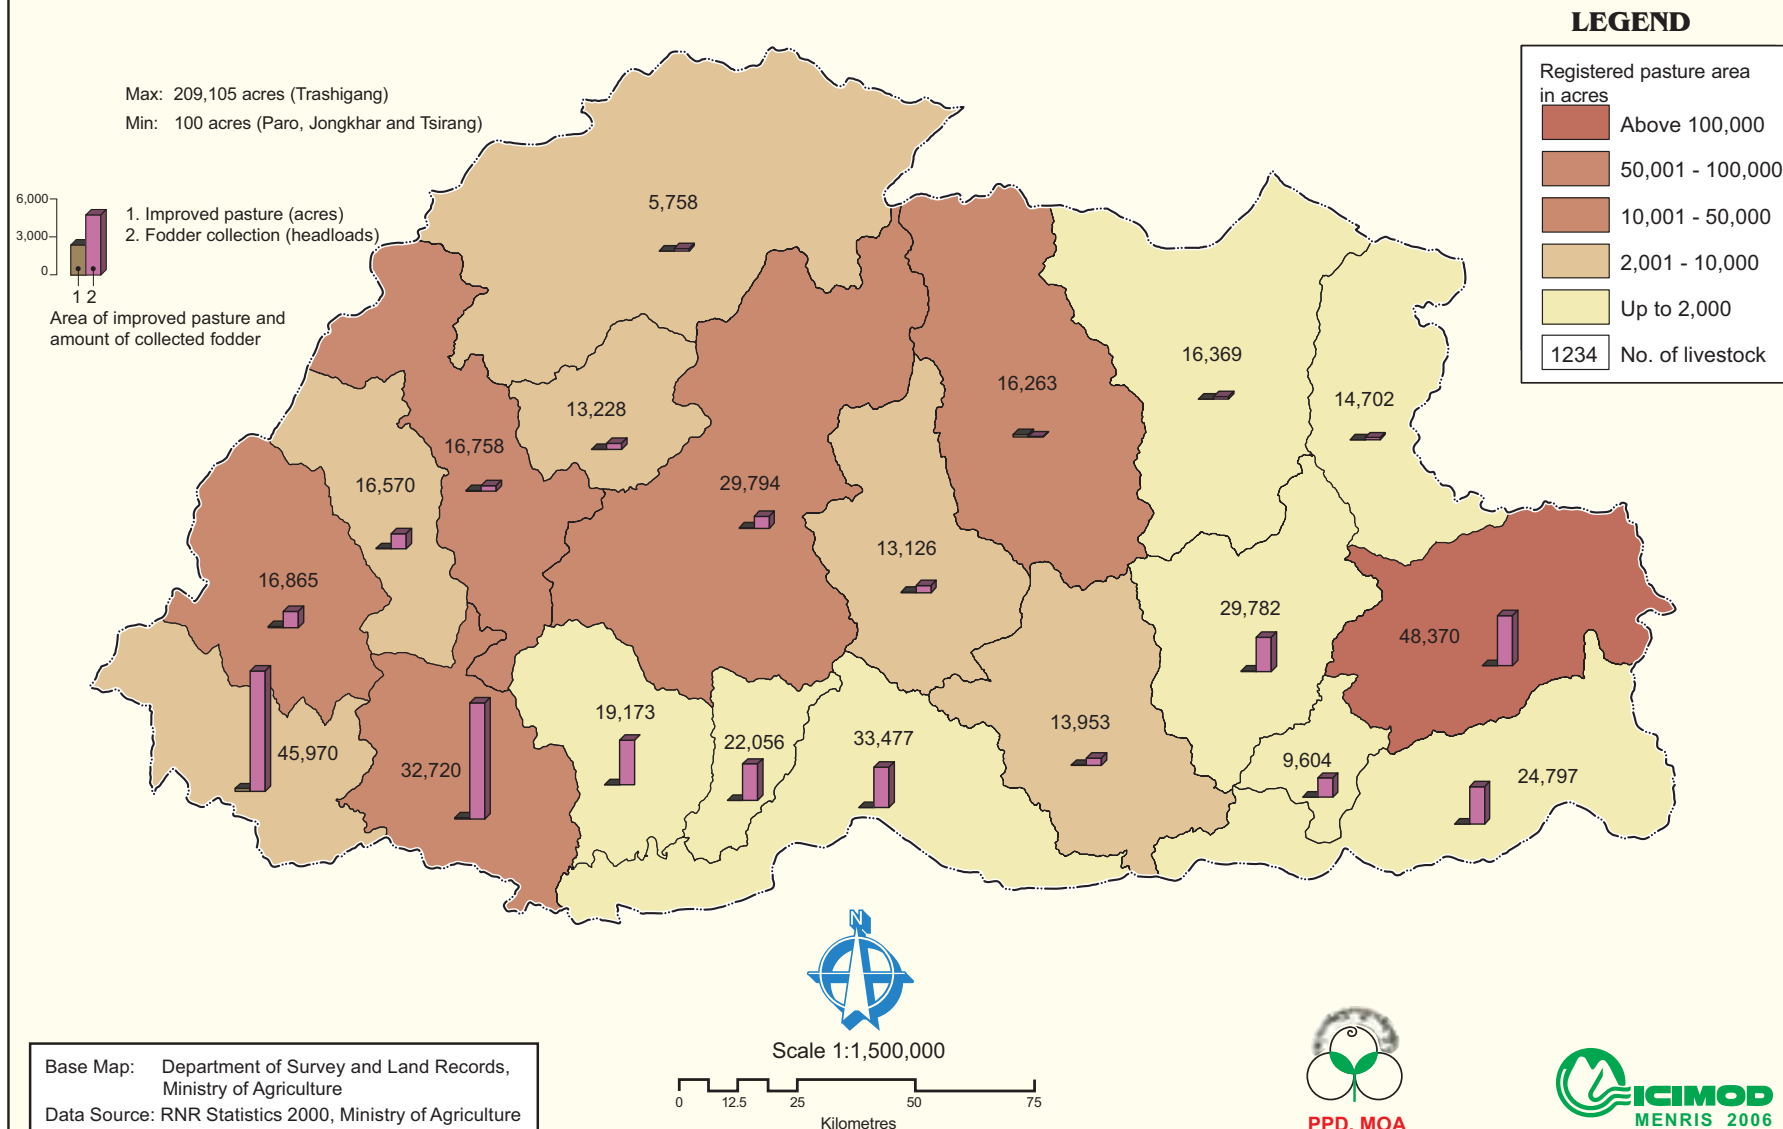 LEGEND
Registered pasture area
in acres
Above 100,000
50,001 - 100,000
10,001 - 50,000
2,001 - 10,000
Up to 2,000
1234 No. of livestock
Max: 209,105 acres (Trashigang)
Min: 100 acres (Paro, Jongkhar and Tsirang)
6,000
3,000
0
1. Improved pasture (acres)
2. Fodder collection (headloads)
1 2
Area of improved pasture and
amount of collected fodder
5,758
16,369
16,263
14,702
13,228
16,758
16,570
29,794
13,126
16,865
29,782
48,370
19,173
13,953
22,056
33,477
45,970
32,720
9,604
24,797
N
Scale 1:1,500,000
0 12.5 25 50 75
Kilometres
Base Map: Department of Survey and Land Records,
Ministry of Agriculture
Data Source: RNR Statistics 2000, Ministry of Agriculture
PPD, MOA
ICIMOD
MENRIS 2006